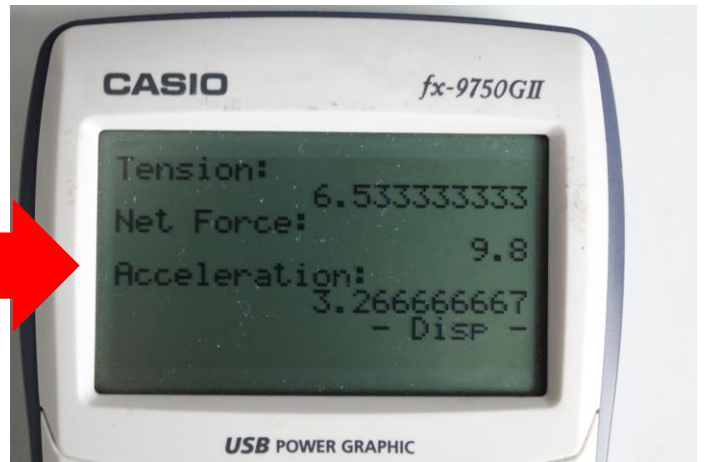 CASIO
fx-9750GII
Tension:
6.533333333
Net Force:
9.8
Acceleration:
3.266666667
- Disp -
USB POWER GRAPHIC